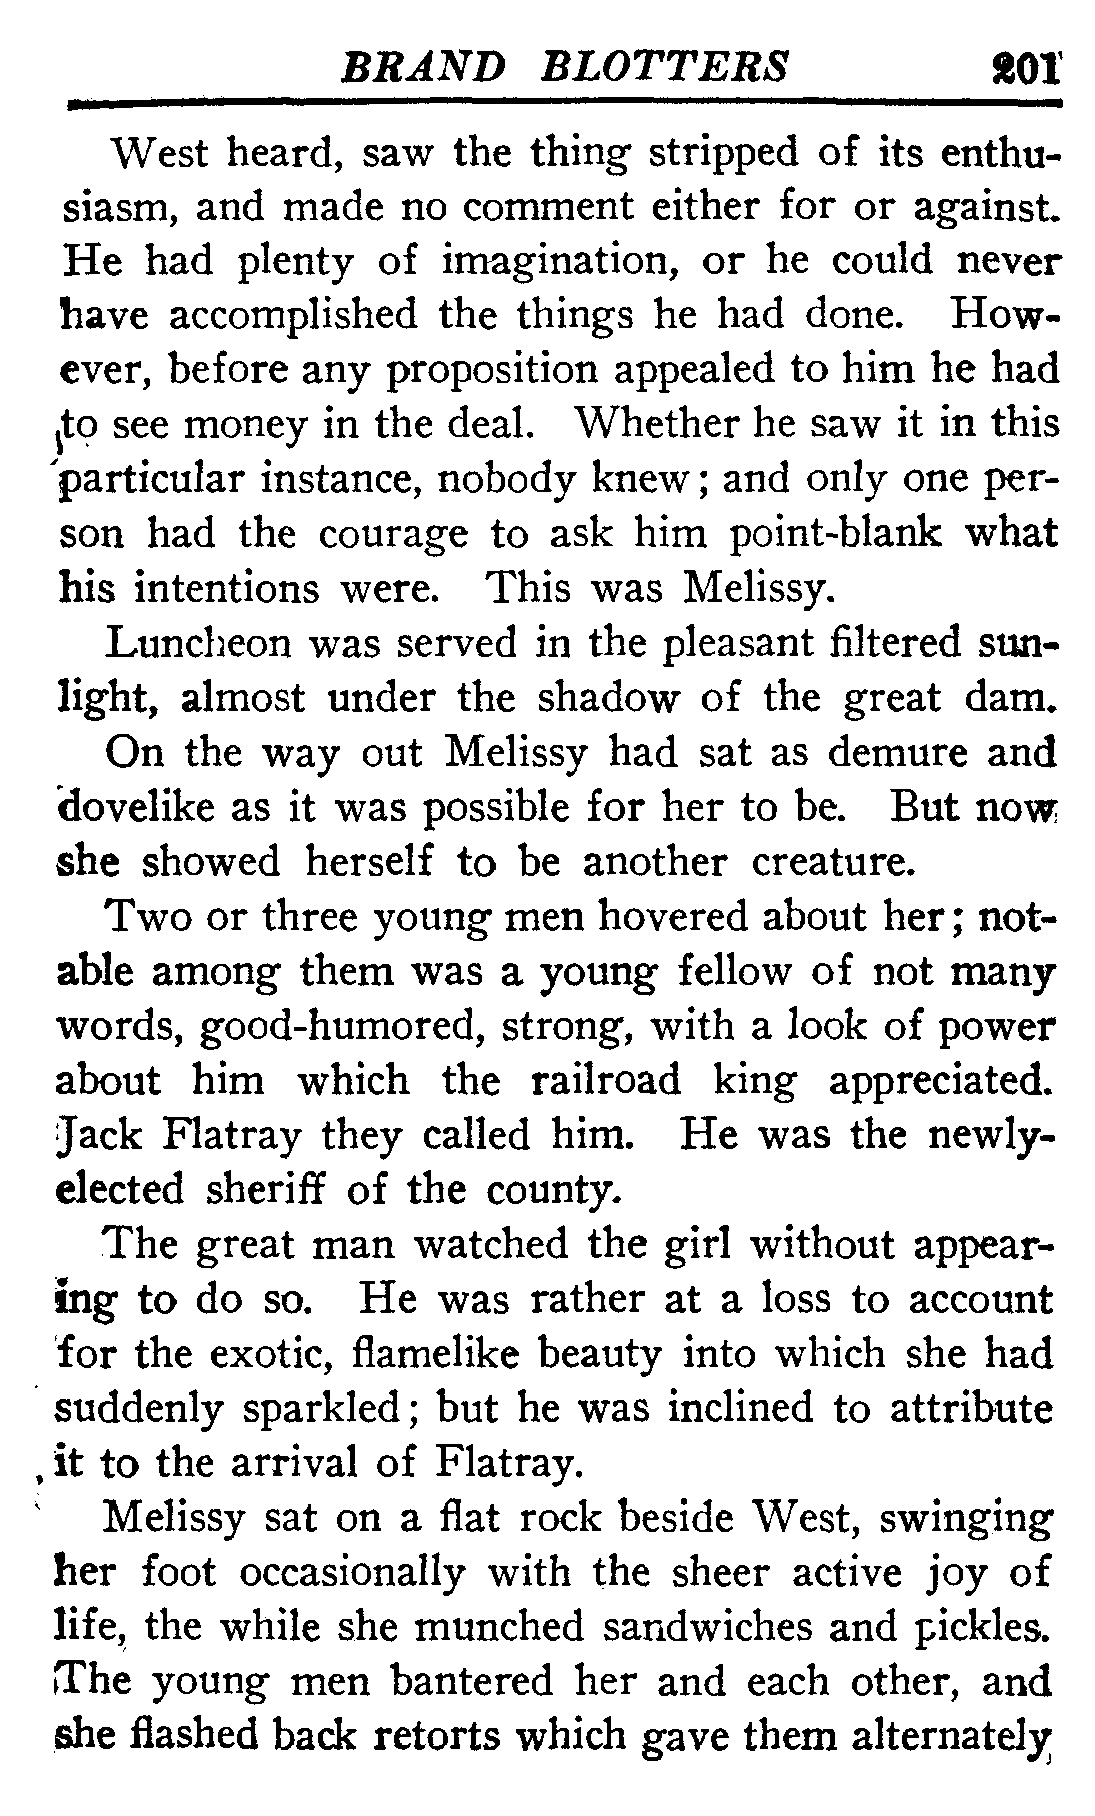 BRAND BLOTTERS 201
West heard, saw the thing stripped of its enthu-
siasm, and made no comment either for or against.
He had plenty of imagination, or he could never
have accomplished the things he had done. How-
ever, before any proposition appealed to him he had
to see money in the deal. Whether he saw it in this
particular instance, nobody knew; and only one per-
son had the courage to ask him point-blank what
his intentions were. This was Melissy.
Luncheon was served in the pleasant filtered sun-
light, almost under the shadow of the great dam.
On the way out Melissy had sat as demure and
dovelike as it was possible for her to be. But now
she showed herself to be another creature.
Two or three young men hovered about her; not-
able among them was a young fellow of not many
words, good-humored, strong, with a look of power
about him which the railroad king appreciated.
Jack Flatray they called him. He was the newly-
elected sheriff of the county.
The great man watched the girl without appear-
ing to do so. He was rather at a loss to account
for the exotic, flamelike beauty into which she had
suddenly sparkled; but he was inclined to attribute
it to the arrival of Flatray.
Melissy sat on a flat rock beside West, swinging
her foot occasionally with the sheer active joy of
life, the while she munched sandwiches and pickles.
The young men bantered her and each other, and
she flashed back retorts which gave them alternately